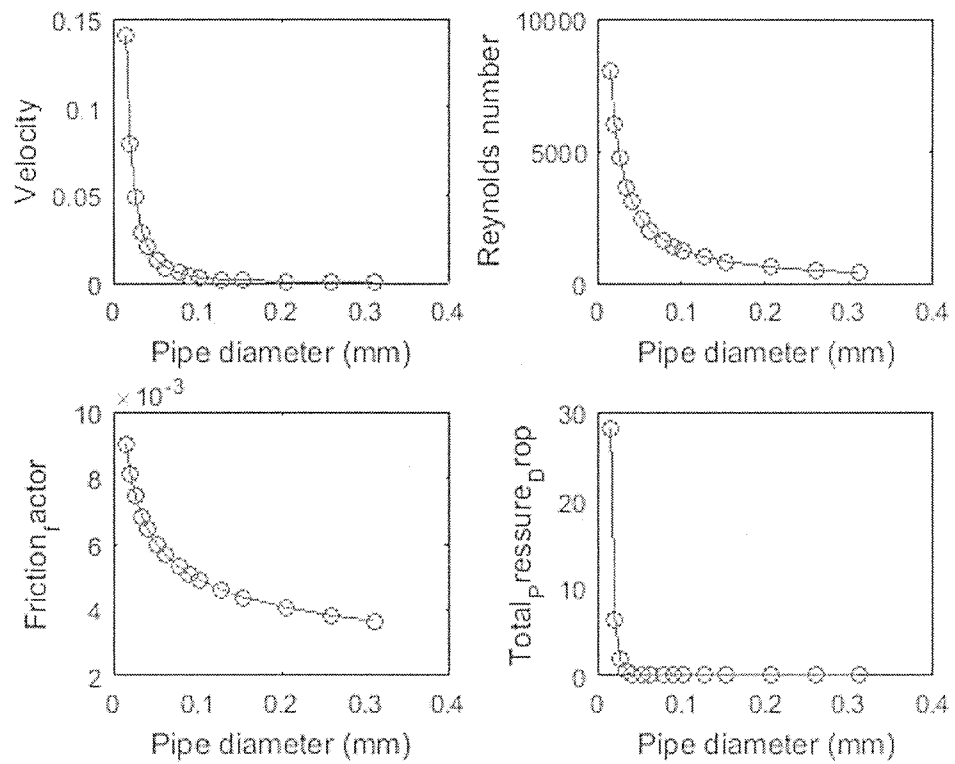 0.15
0.1
0.05
0
Velocity
0 0.1 0.2 0.3 0.4
Pipe diameter (mm)
10000
5000
0
Reynolds number
0 0.1 0.2 0.3 0.4
Pipe diameter (mm)
× 10-3
10
8
6
4
2
Friction_factor
0 0.1 0.2 0.3 0.4
Pipe diameter (mm)
30
20
10
0
Total_Pressure_Drop
0 0.1 0.2 0.3 0.4
Pipe diameter (mm)